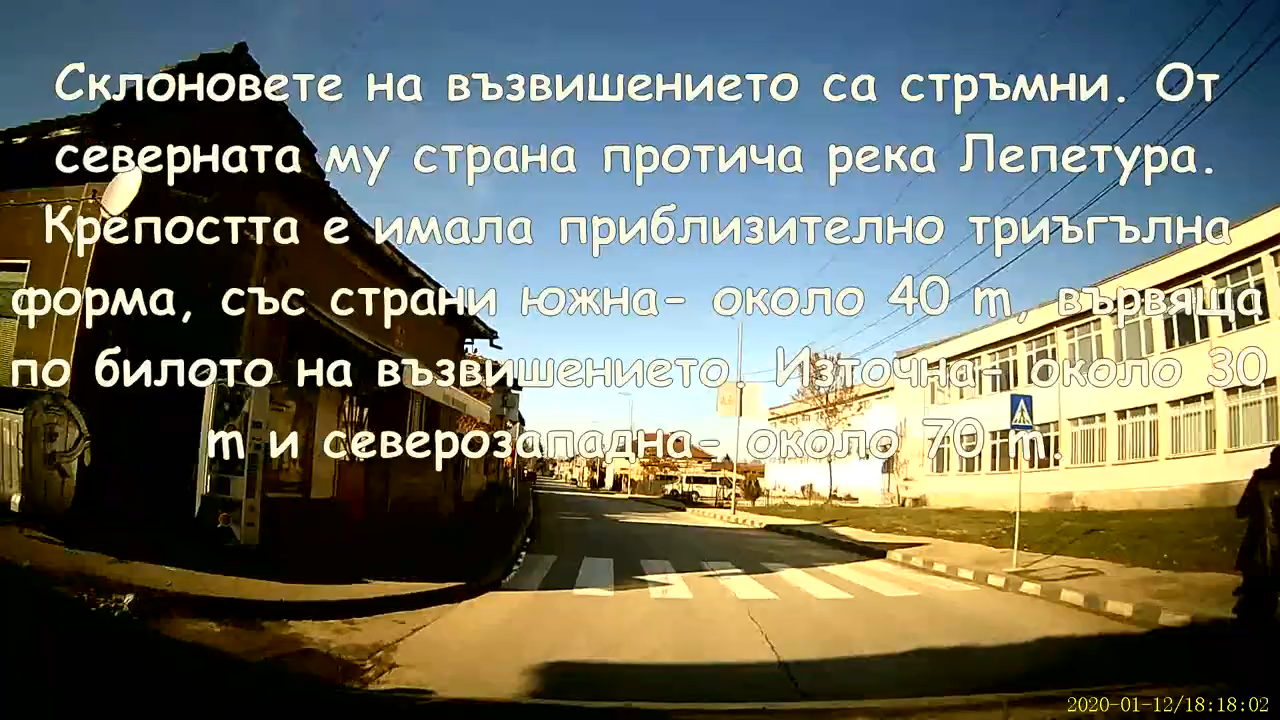 Склоновете на възвишението са стръмни. От
северната му страна протича река Лепетура.
Крепостта е имала приблизително триъгълна
форма, със страни южна- около 40 m, вървяща
по билото на възвишението. Източна- около 30
m и северозападна- около 70 m.
2020-01-12/18:18:02